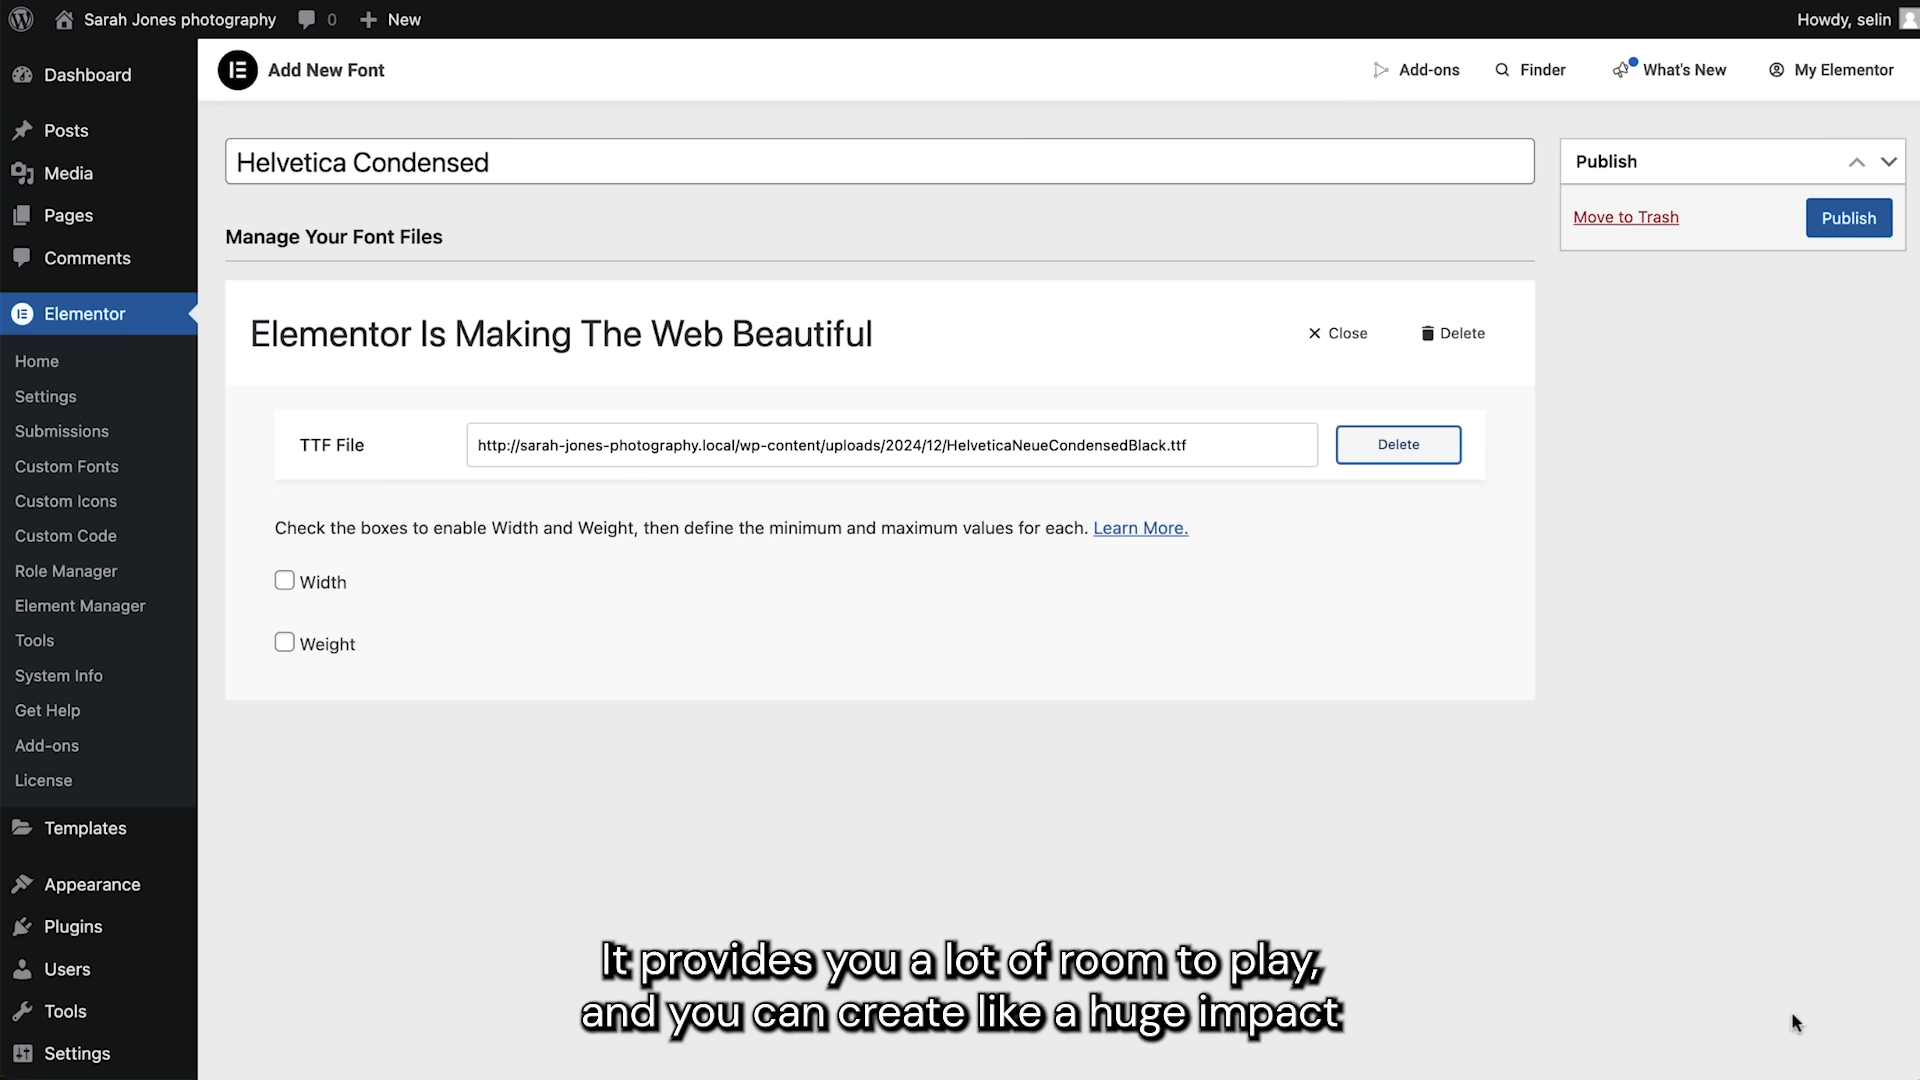 Sarah Jones photography
0
New
Howdy, selin
Dashboard
Posts
Media
Pages
Comments
Elementor
Home
Settings
Submissions
Custom Fonts
Custom Icons
Custom Code
Role Manager
Element Manager
Tools
System Info
Get Help
Add-ons
License
Templates
Appearance
Plugins
Users
Tools
Settings
Add New Font
Add-ons
Finder
What's New
My Elementor
Helvetica Condensed
Manage Your Font Files
Elementor Is Making The Web Beautiful
Close
Delete
TTF File
http://sarah-jones-photography.local/wp-content/uploads/2024/12/HelveticaNeueCondensedBlack.ttf
Delete
Check the boxes to enable Width and Weight, then define the minimum and maximum values for each. Learn More.
Width
Weight
Publish
Move to Trash
Publish
It provides you a lot of room to play,
and you can create like a huge impact